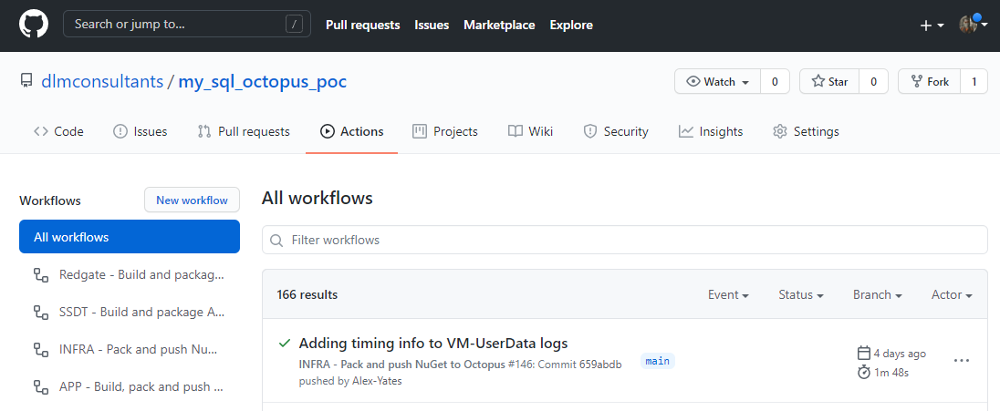 Search or jump to... / Pull requests Issues Marketplace Explore
dlmconsultants / my_sql_octopus_poc Watch 0 Star 0 Fork 1
Code Issues Pull requests Actions Projects Wiki Security Insights Settings
Workflows New workflow
All workflows
Redgate - Build and packag...
SSDT - Build and package A...
INFRA - Pack and push Nu...
APP - Build, pack and push ...
All workflows
Filter workflows
166 results Event Status Branch Actor
Adding timing info to VM-UserData logs
INFRA - Pack and push NuGet to Octopus #146: Commit 659abdb
pushed by Alex-Yates
main
4 days ago
1m 48s